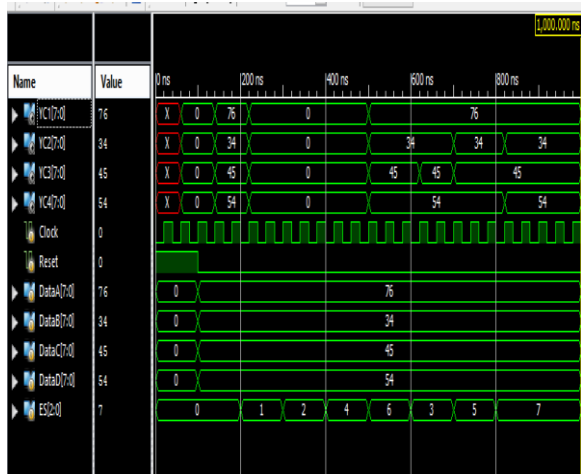 1,000.000 ns
Name Value 0 ns 200 ns 400 ns 600 ns 800 ns
YC1[7:0] 76 X 0 76 0 76
YC2[7:0] 34 X 0 34 0 34 34 34
YC3[7:0] 45 X 0 45 0 45 45 45
YC4[7:0] 54 X 0 54 0 54 54
Clock 0
Reset 0
DataA[7:0] 76 0 76
DataB[7:0] 34 0 34
DataC[7:0] 45 0 45
DataD[7:0] 54 0 54
ES[2:0] 7 0 1 2 4 6 3 5 7